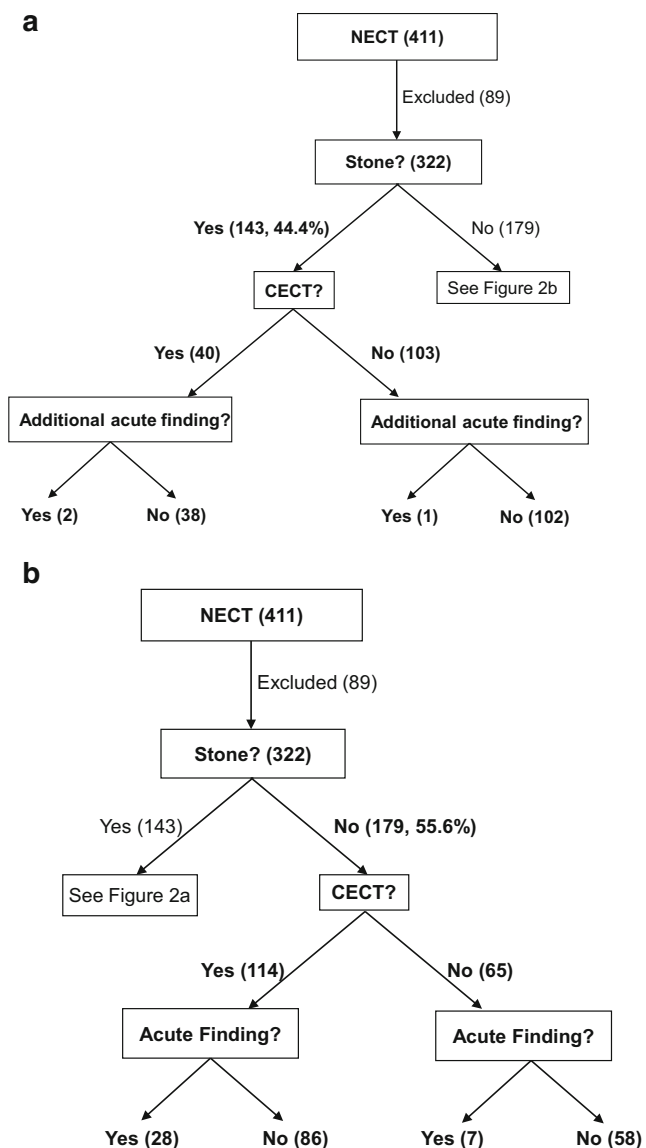 a
NECT (411)
Excluded (89)
Stone? (322)
Yes (143, 44.4%)
No (179)
CECT?
See Figure 2b
Yes (40)
No (103)
Additional acute finding?
Additional acute finding?
Yes (2)
No (38)
Yes (1)
No (102)
b
NECT (411)
Excluded (89)
Stone? (322)
Yes (143)
No (179, 55.6%)
See Figure 2a
CECT?
Yes (114)
No (65)
Acute Finding?
Acute Finding?
Yes (28)
No (86)
Yes (7)
No (58)